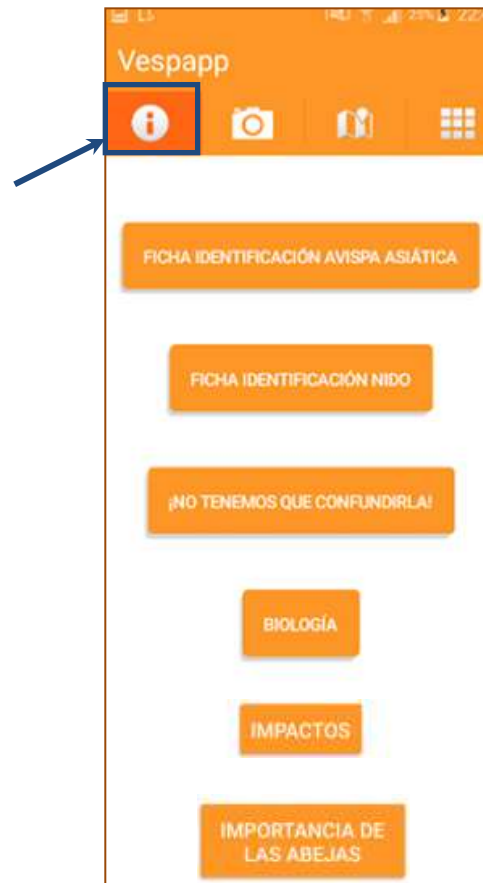 Vespapp
FICHA IDENTIFICACIÓN AVISPA ASIÁTICA
FICHA IDENTIFICACIÓN NIDO
¡NO TENEMOS QUE CONFUNDIRLA!
BIOLOGÍA
IMPACTOS
IMPORTANCIA DE
LAS ABEJAS